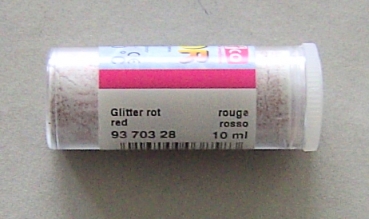 Glitter rot rouge
red rosso
93 703 28 10 ml